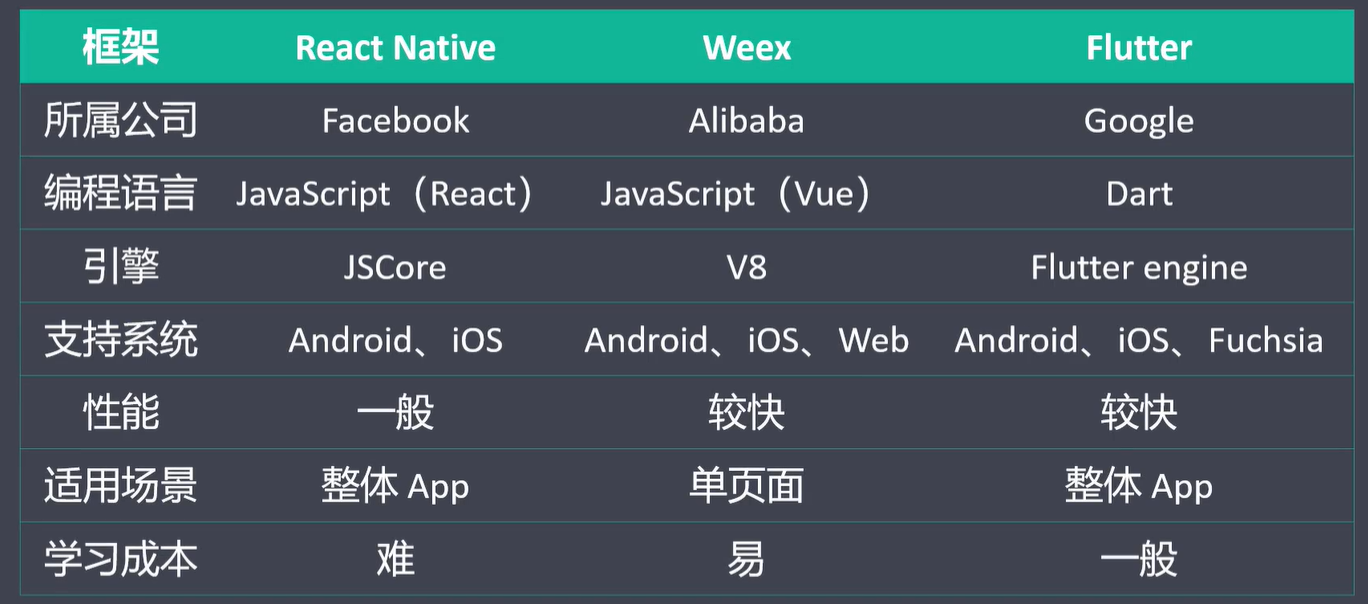 框架 React Native Weex Flutter
所属公司 Facebook Alibaba Google
编程语言 JavaScript（React） JavaScript（Vue） Dart
引擎 JSCore V8 Flutter engine
支持系统 Android、iOS Android、iOS、Web Android、iOS、Fuchsia
性能 一般 较快 较快
适用场景 整体 App 单页面 整体 App
学习成本 难 易 一般